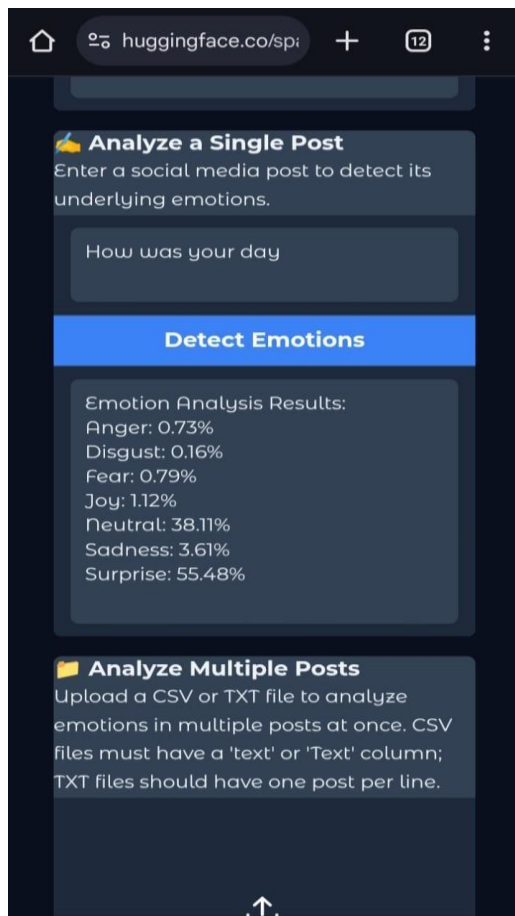 huggingface.co/spa
12
✍️ Analyze a Single Post
Enter a social media post to detect its
underlying emotions.
How was your day
Detect Emotions
Emotion Analysis Results:
Anger: 0.73%
Disgust: 0.16%
Fear: 0.79%
Joy: 1.12%
Neutral: 38.11%
Sadness: 3.61%
Surprise: 55.48%
📁 Analyze Multiple Posts
Upload a CSV or TXT file to analyze
emotions in multiple posts at once. CSV
files must have a 'text' or 'Text' column;
TXT files should have one post per line.